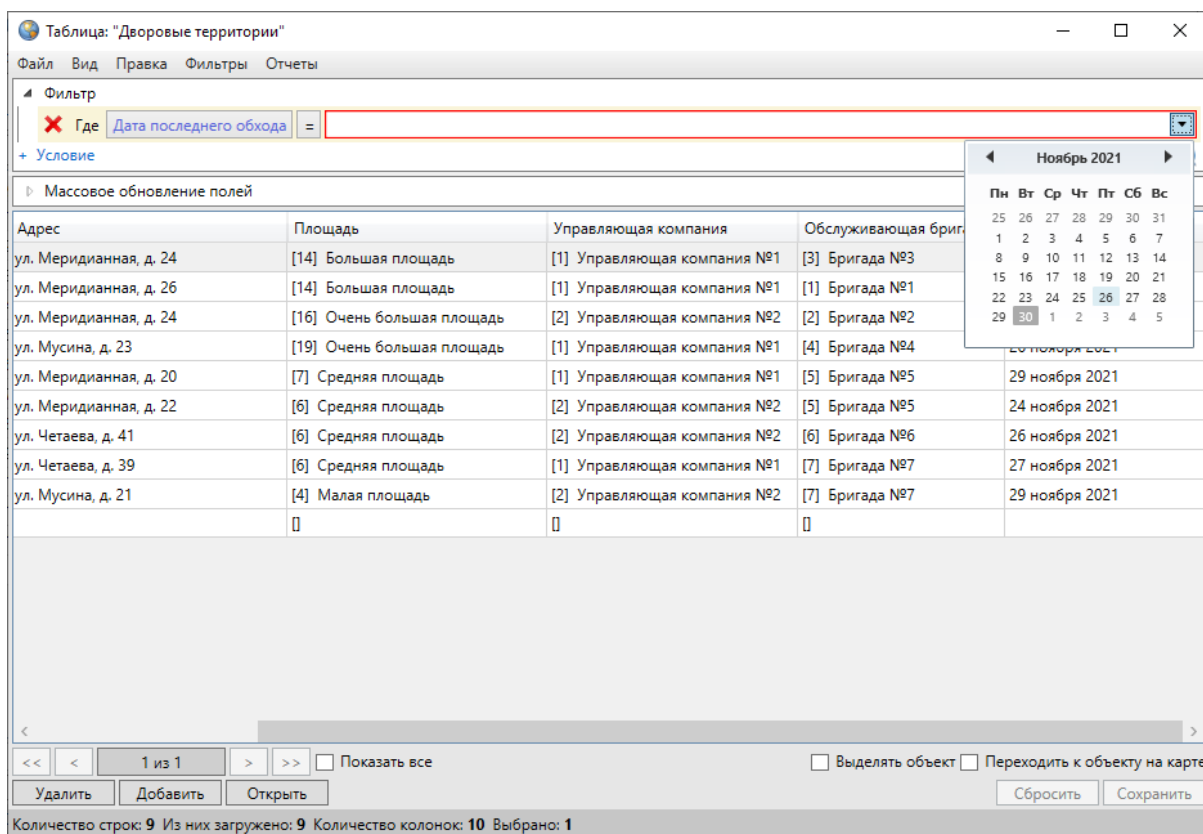 Таблица: "Дворовые территории"
Файл Вид Правка Фильтры Отчеты
Фильтр
Где Дата последнего обхода =
+ Условие
Массовое обновление полей
Ноябрь 2021
Пн Вт Ср Чт Пт Сб Вс
25 26 27 28 29 30 31
1 2 3 4 5 6 7
8 9 10 11 12 13 14
15 16 17 18 19 20 21
22 23 24 25 26 27 28
29 30 1 2 3 4 5
Адрес Площадь Управляющая компания Обслуживающая
ул. Меридианная, д. 24 [14] Большая площадь [1] Управляющая компания №1 [3] Бригада №3
ул. Меридианная, д. 26 [14] Большая площадь [1] Управляющая компания №1 [1] Бригада №1
ул. Меридианная, д. 24 [16] Очень большая площадь [2] Управляющая компания №2 [2] Бригада №2
ул. Мусина, д. 23 [19] Очень большая площадь [1] Управляющая компания №1 [4] Бригада №4
ул. Меридианная, д. 20 [7] Средняя площадь [1] Управляющая компания №1 [5] Бригада №5 29 ноября 2021
ул. Меридианная, д. 22 [6] Средняя площадь [2] Управляющая компания №2 [5] Бригада №5 24 ноября 2021
ул. Четаева, д. 41 [6] Средняя площадь [2] Управляющая компания №2 [6] Бригада №6 26 ноября 2021
ул. Четаева, д. 39 [6] Средняя площадь [1] Управляющая компания №1 [7] Бригада №7 27 ноября 2021
ул. Мусина, д. 21 [4] Малая площадь [2] Управляющая компания №2 [7] Бригада №7 29 ноября 2021
[] [] []
<< < 1 из 1 > >> Показать все Выделять объект Переходить к объекту на карте
Удалить Добавить Открыть Сбросить Сохранить
Количество строк: 9 Из них загружено: 9 Количество колонок: 10 Выбрано: 1